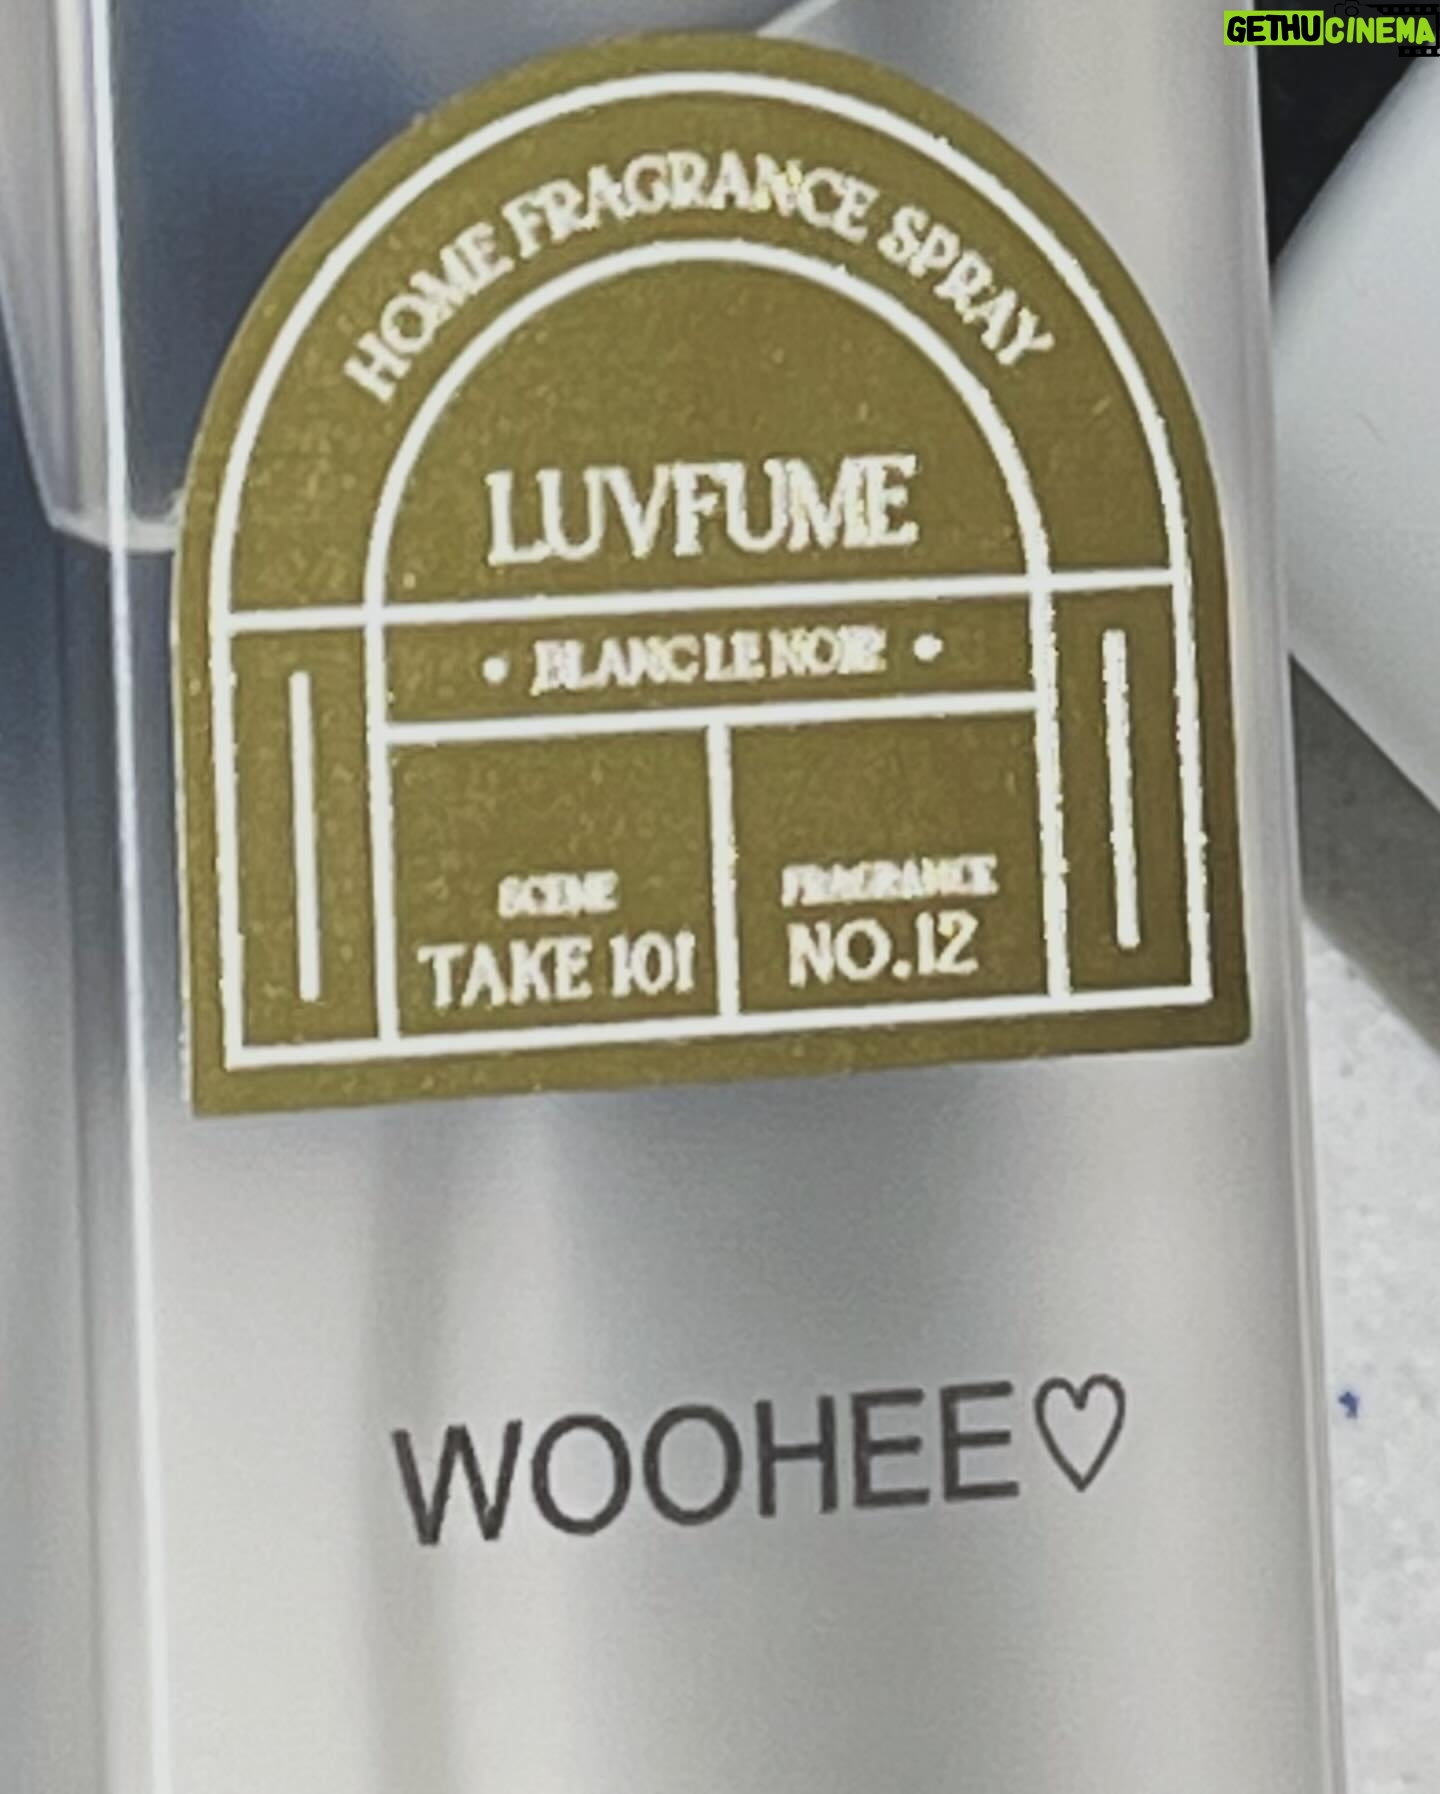 GETHUCINEMA
HOME FRAGRANCE SPRAY
LUVFUME
• BLANC LE NOIR •
SCENE
TAKE 101
FRAGRANCE
NO.12
WOOHEE♡